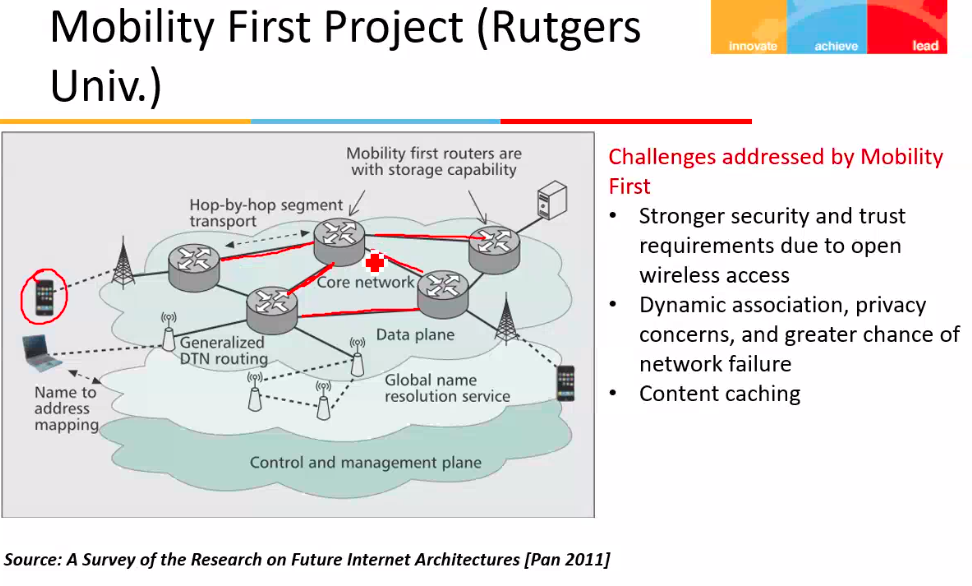 Mobility First Project (Rutgers
Univ.)
innovate
achieve
lead
Mobility first routers are
with storage capability
Hop-by-hop segment
transport
Core network
Generalized
DTN routing
Data plane
Name to
address
mapping
Global name
resolution service
Control and management plane
Challenges addressed by Mobility
First
• Stronger security and trust
requirements due to open
wireless access
• Dynamic association, privacy
concerns, and greater chance of
network failure
• Content caching
Source: A Survey of the Research on Future Internet Architectures [Pan 2011]